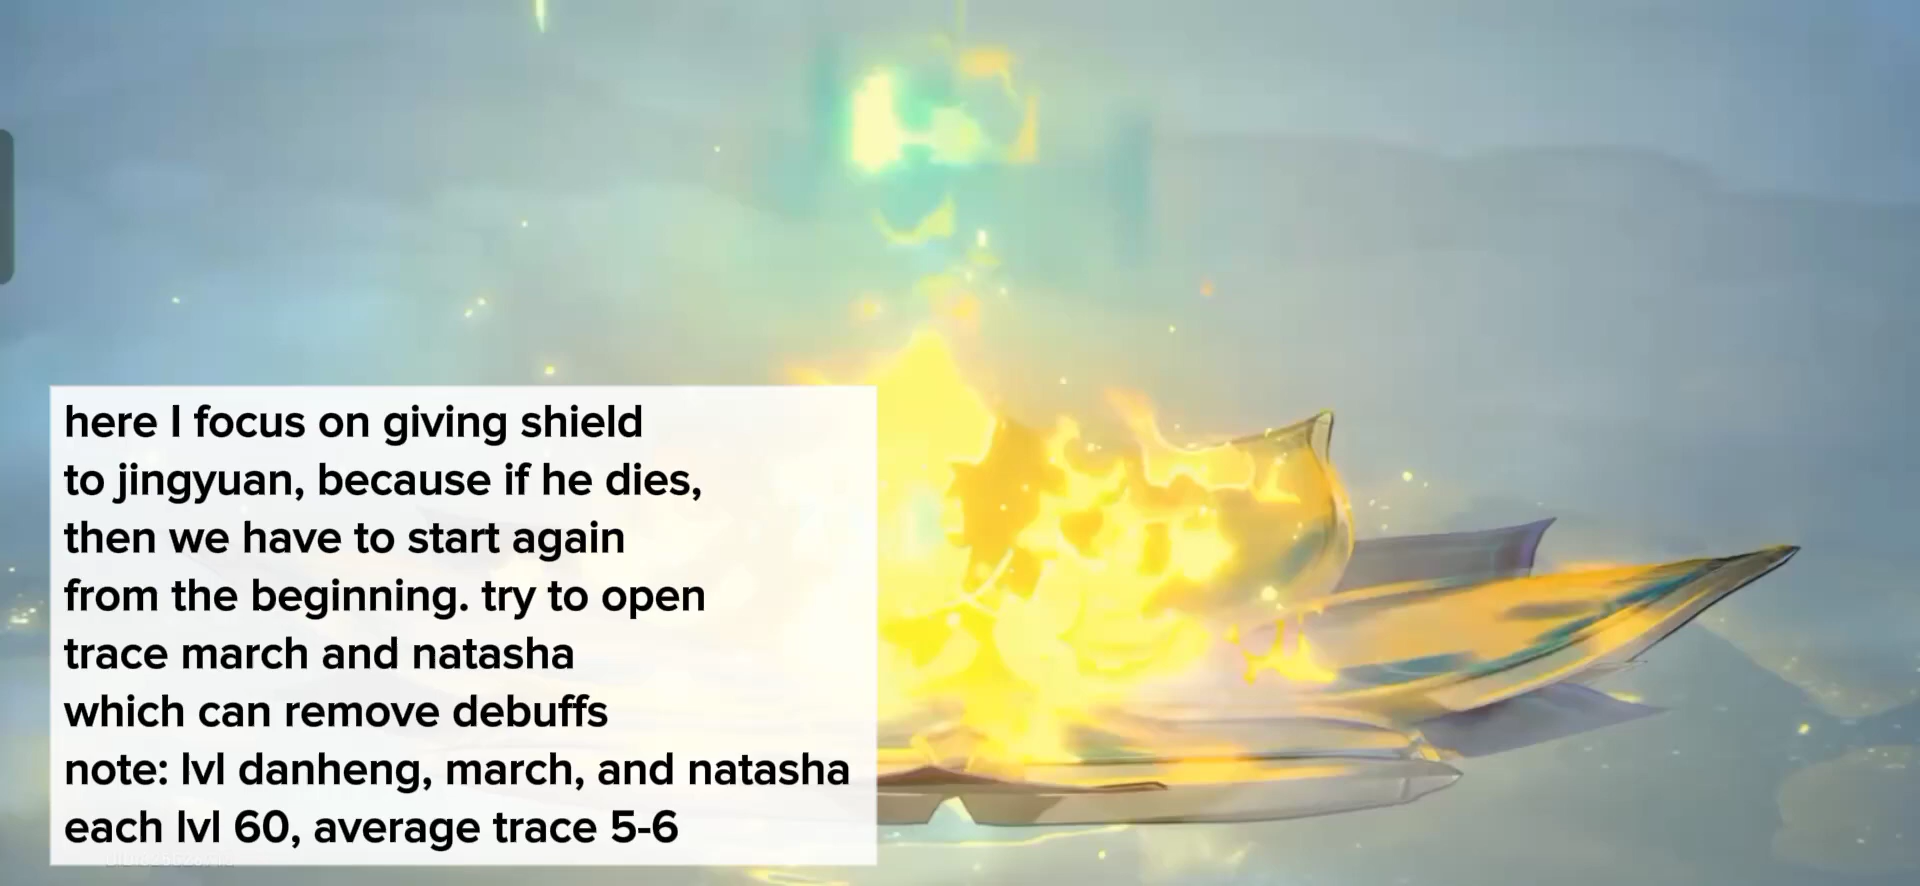 here I focus on giving shield
to jingyuan, because if he dies,
then we have to start again
from the beginning. try to open
trace march and natasha
which can remove debuffs
note: lvl danheng, march, and natasha
each lvl 60, average trace 5-6